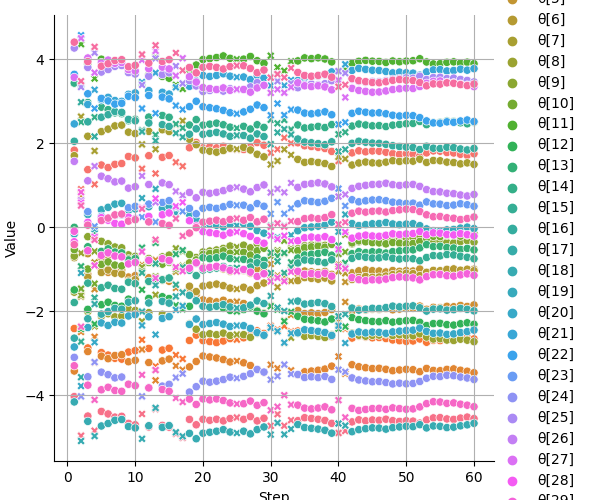 θ[5]
θ[6]
θ[7]
θ[8]
θ[9]
θ[10]
θ[11]
θ[12]
θ[13]
θ[14]
θ[15]
θ[16]
θ[17]
θ[18]
θ[19]
θ[20]
θ[21]
θ[22]
θ[23]
θ[24]
θ[25]
θ[26]
θ[27]
θ[28]
θ[29]
Value
4
2
0
−2
−4
0 10 20 30 40 50 60
Step